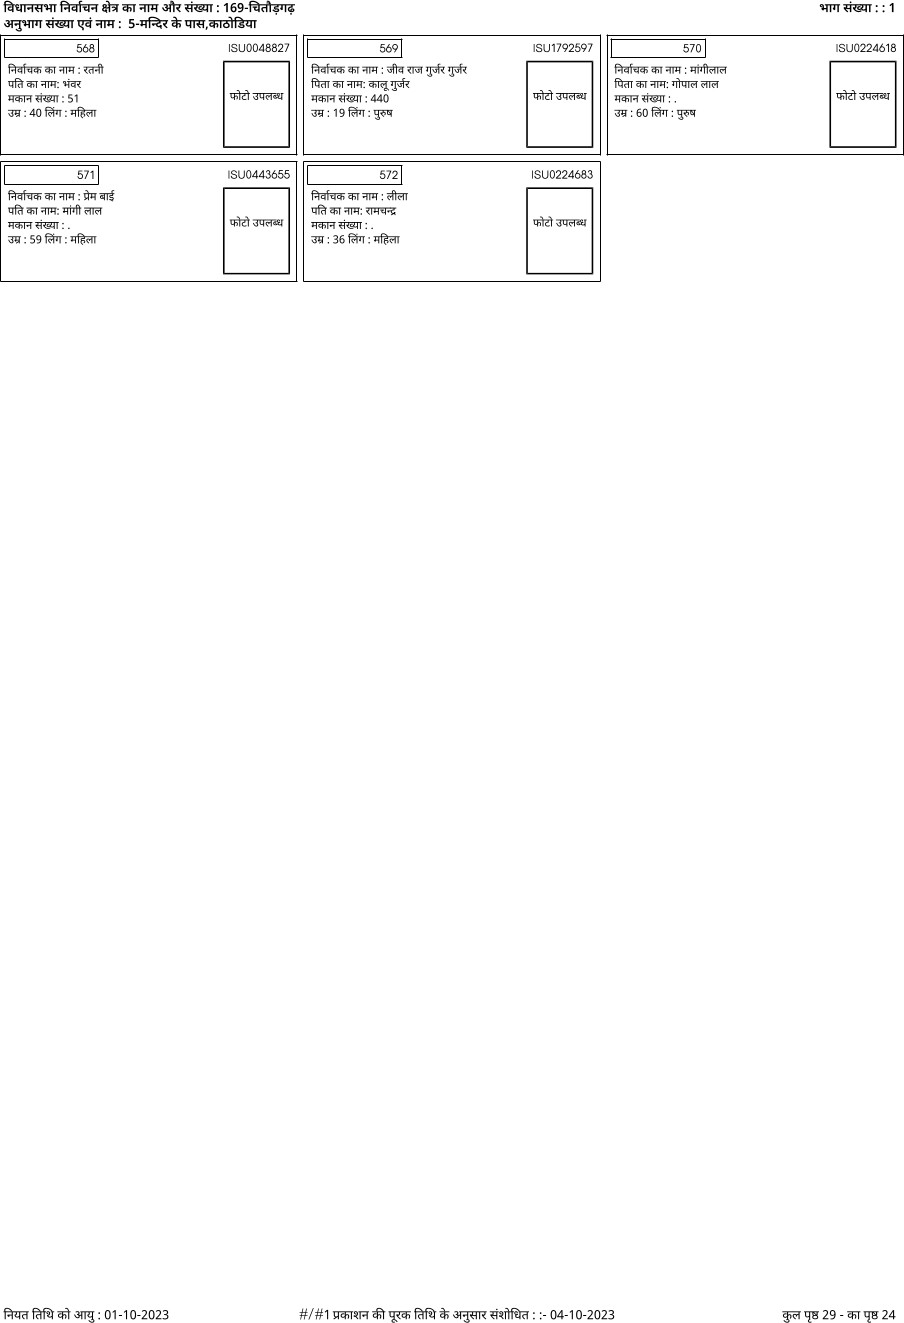 विधानसभा निर्वाचन क्षेत्र का नाम और संख्या : 169-चितौड़गढ़
भाग संख्या : : 1
अनुभाग संख्या एवं नाम : 5-मन्दिर के पास,काठोडिया
568
ISU0048827
निर्वाचक का नाम : रतनी
पति का नाम: भंवर
मकान संख्या : 51
उम्र : 40 लिंग : महिला
फोटो उपलब्ध
569
ISU1792597
निर्वाचक का नाम : जीव राज गुर्जर गुर्जर
पिता का नाम: कालू गुर्जर
मकान संख्या : 440
उम्र : 19 लिंग : पुरुष
फोटो उपलब्ध
570
ISU0224618
निर्वाचक का नाम : मांगीलाल
पिता का नाम: गोपाल लाल
मकान संख्या : .
उम्र : 60 लिंग : पुरुष
फोटो उपलब्ध
571
ISU0443655
निर्वाचक का नाम : प्रेम बाई
पति का नाम: मांगी लाल
मकान संख्या : .
उम्र : 59 लिंग : महिला
फोटो उपलब्ध
572
ISU0224683
निर्वाचक का नाम : लीला
पति का नाम: रामचन्द्र
मकान संख्या : .
उम्र : 36 लिंग : महिला
फोटो उपलब्ध
नियत तिथि को आयु : 01-10-2023
#/#1 प्रकाशन की पूरक तिथि के अनुसार संशोधित : :- 04-10-2023
कुल पृष्ठ 29 - का पृष्ठ 24